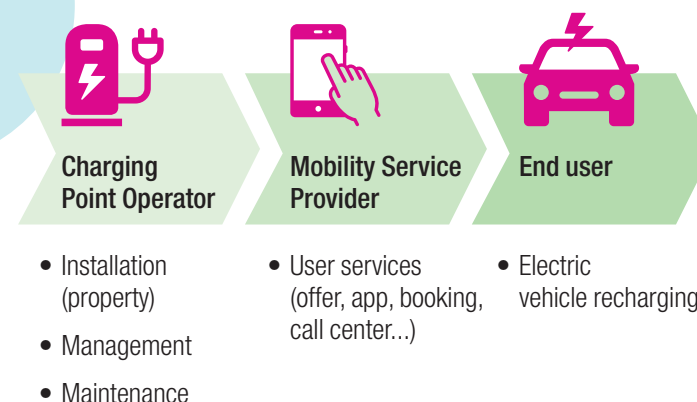 Charging
Point Operator
Mobility Service
Provider
End user
• Installation
(property)
• Management
• Maintenance
• User services
(offer, app, booking,
call center...)
• Electric
vehicle recharging